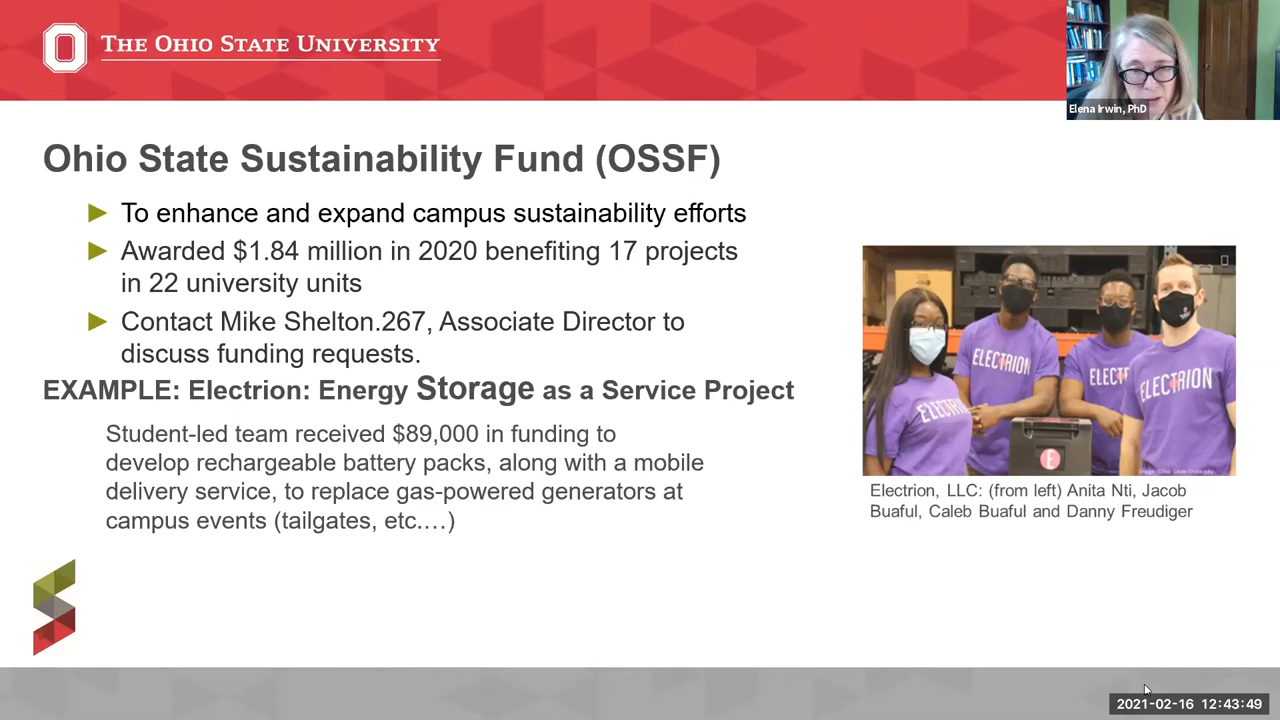 THE OHIO STATE UNIVERSITY
Elena Irwin, PhD
Ohio State Sustainability Fund (OSSF)
To enhance and expand campus sustainability efforts
Awarded $1.84 million in 2020 benefiting 17 projects
in 22 university units
Contact Mike Shelton.267, Associate Director to
discuss funding requests.
EXAMPLE: Electrion: Energy Storage as a Service Project
Student-led team received $89,000 in funding to
develop rechargeable battery packs, along with a mobile
delivery service, to replace gas-powered generators at
campus events (tailgates, etc.…)
ELECTRION
ELECTRION
Electrion, LLC: (from left) Anita Nti, Jacob
Buaful, Caleb Buaful and Danny Freudiger
2021-02-16 12:43:49